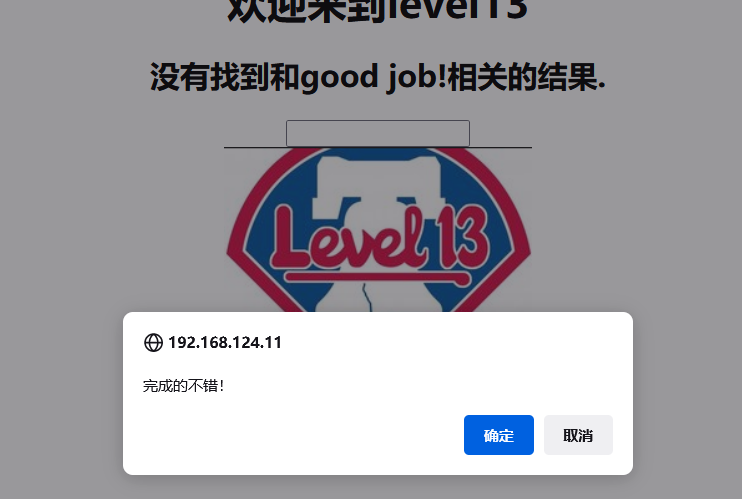 欢迎来到level13
没有找到和good job!相关的结果.
Level 13
192.168.124.11
完成的不错！
确定
取消